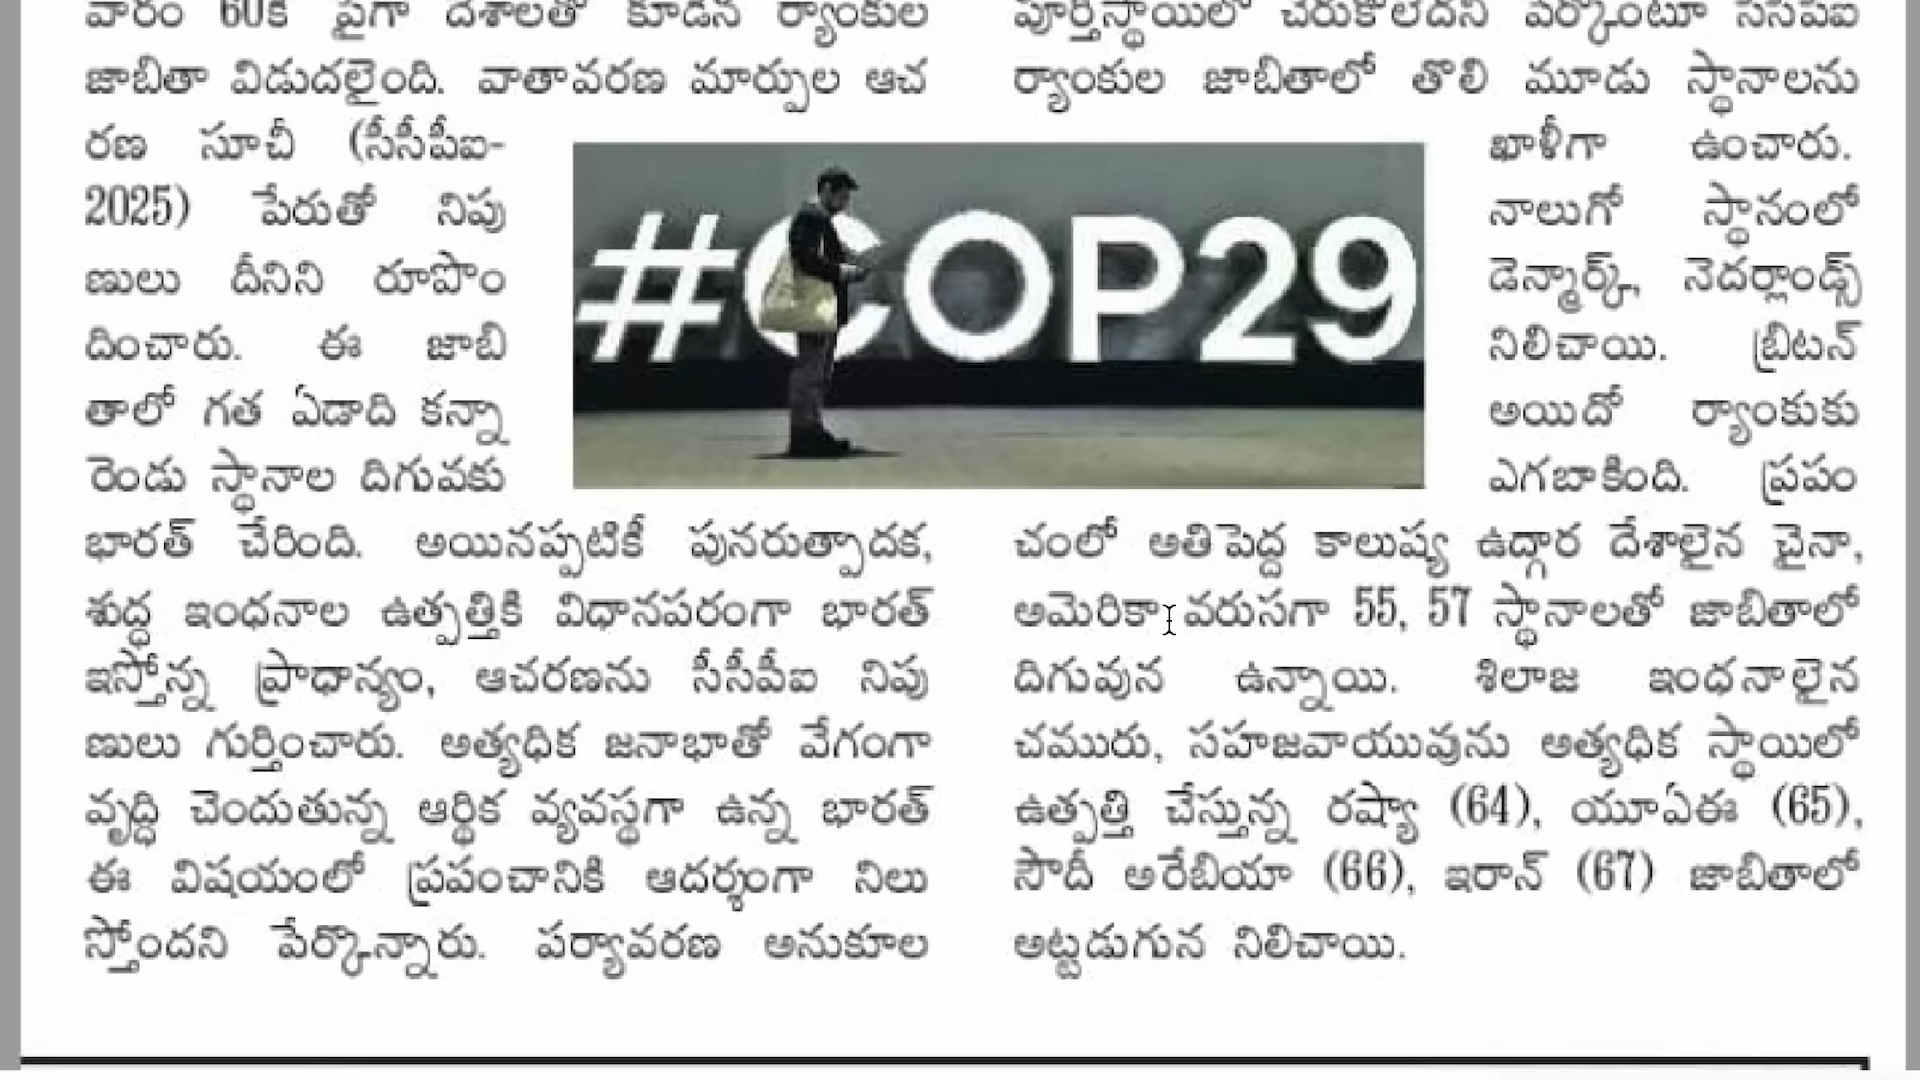 వారం 60కి పైగా దేశాలతో కూడిన ర్యాంకుల
జాబితా విడుదలైంది. వాతావరణ మార్పుల ఆచ
రణ సూచీ (సీసీపీఐ-
2025) పేరుతో నిపు
ణులు దీనిని రూపొం
దించారు. ఈ జాబి
తాలో గత ఏడాది కన్నా
రెండు స్థానాల దిగువకు
భారత్ చేరింది. అయినప్పటికీ పునరుత్పాదక,
శుద్ధ ఇంధనాల ఉత్పత్తికి విధానపరంగా భారత్
ఇస్తోన్న ప్రాధాన్యం, ఆచరణను సీసీపీఐ నిపు
ణులు గుర్తించారు. అత్యధిక జనాభాతో వేగంగా
వృద్ధి చెందుతున్న ఆర్థిక వ్యవస్థగా ఉన్న భారత్
ఈ విషయంలో ప్రపంచానికి ఆదర్శంగా నిలు
స్తోందని పేర్కొన్నారు. పర్యావరణ అనుకూల
#COP29
పూర్తిస్థాయిలో చేరుకోలేదని పేర్కొంటూ సీసీపీఐ
ర్యాంకుల జాబితాలో తొలి మూడు స్థానాలను
ఖాళీగా ఉంచారు.
నాలుగో స్థానంలో
డెన్మార్క్, నెదర్లాండ్స్
నిలిచాయి. బ్రిటన్
అయిదో ర్యాంకుకు
ఎగబాకింది. ప్రపం
చంలో అతి పెద్ద కాలుష్య ఉద్గార దేశాలైన చైనా,
అమెరికా వరుసగా 55, 57 స్థానాలతో జాబితాలో
దిగువున ఉన్నాయి. శిలాజ ఇంధనాలైన
చమురు, సహజవాయువును అత్యధిక స్థాయిలో
ఉత్పత్తి చేస్తున్న రష్యా (64), యూఏఈ (65),
సౌదీ అరేబియా (66), ఇరాన్ (67) జాబితాలో
అట్టడుగున నిలిచాయి.